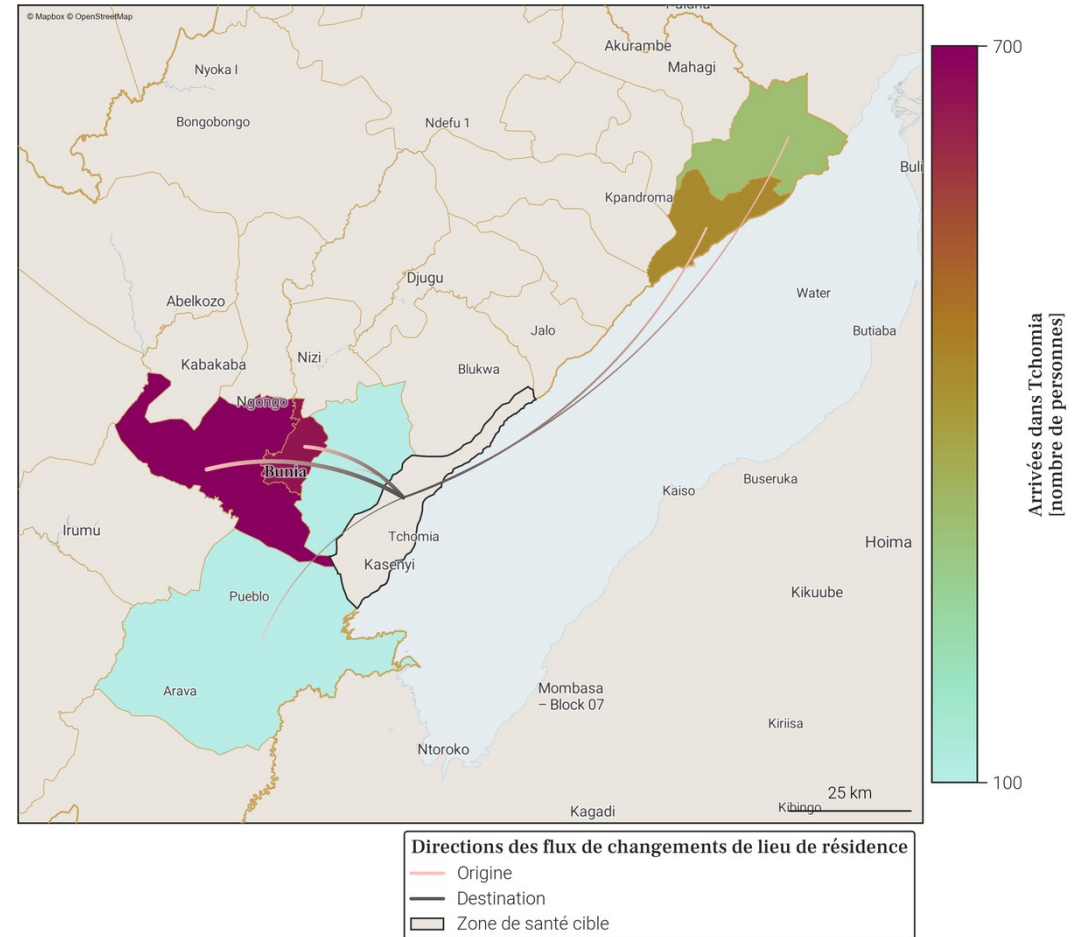 © Mapbox © OpenStreetMap
Akurambe
Mahagi
Nyoka I
Bongobongo
Ndefu 1
Buli
Kpandroma
Djugu
Water
Abelkozo
Jalo
Butiaba
Nizi
Kabakaba
Blukwa
Ngongo
Bunia
Buseruka
Kaiso
Irumu
Tchomia
Hoima
Kasenyi
Pueblo
Kikuube
Arava
Mombasa
– Block 07
Kiriisa
Ntoroko
25 km
Kagadi
Kibingo
700
100
Arrivées dans Tchomia
[nombre de personnes]
Directions des flux de changements de lieu de résidence
Origine
Destination
Zone de santé cible